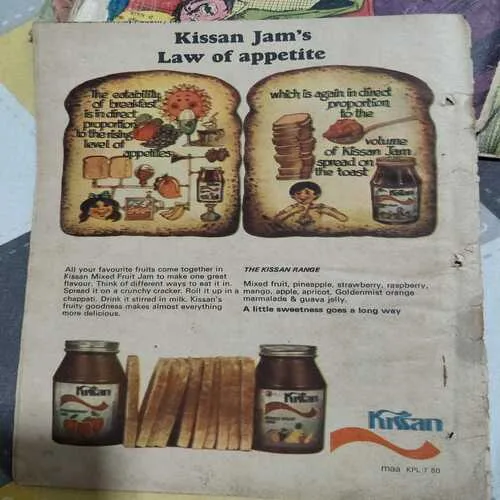 Kissan Jam's
Law of appetite
The eatability
of breakfast
is in direct
proportion
to the rising
level of
appetites
which is again in direct
proportion
to the
volume
of Kissan Jam
spread on
the toast
Kissan
All your favourite fruits come together in
Kissan Mixed Fruit Jam to make one great
flavour. Think of different ways to eat it in.
Spread it on a crunchy cracker. Roll it up in a
chappati. Drink it stirred in milk. Kissan's
fruity goodness makes almost everything
more delicious.
THE KISSAN RANGE
Mixed fruit, pineapple, strawberry, raspberry,
mango, apple, apricot, Goldenmist orange
marmalade & guava jelly.
A little sweetness goes a long way
Kissan
Kissan
Kissan
maa KPL 7 80